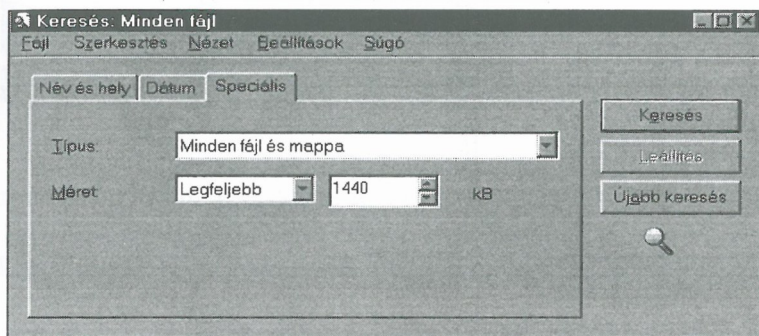 Keresés: Minden fájl
Fájl Szerkesztés Nézet Beállítások Súgó
Név és hely Dátum Speciális
Típus: Minden fájl és mappa
Méret: Legfeljebb 1440 kB
Keresés
Leállítás
Újabb keresés